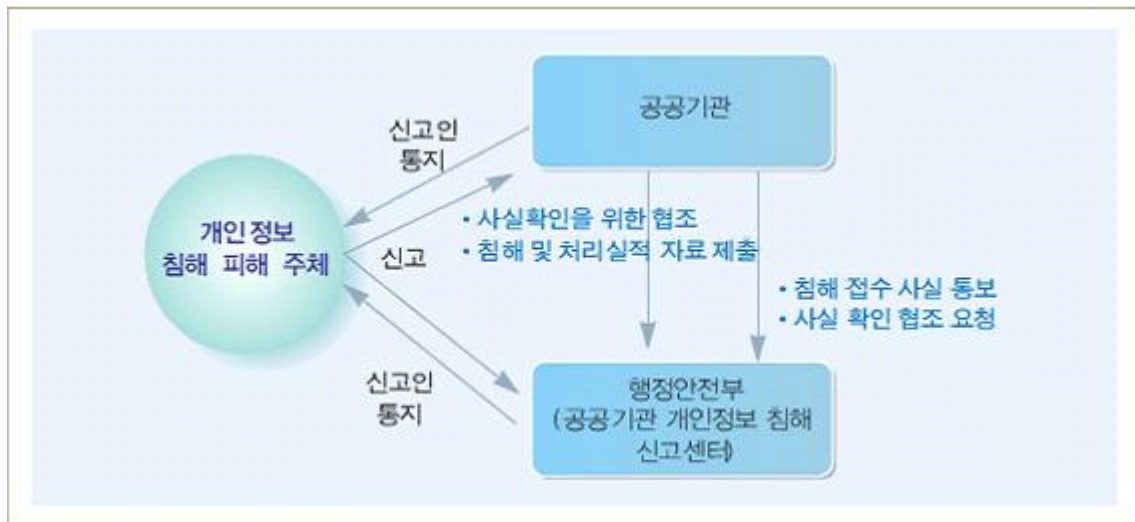 공공기관
신고인
통지
개인정보
침해 피해 주체
• 사실확인을 위한 협조
• 침해 및 처리실적 자료 제출
신고
• 침해 접수 사실 통보
• 사실 확인 협조 요청
신고인
통지
행정안전부
(공공기관 개인정보 침해
신고센터)